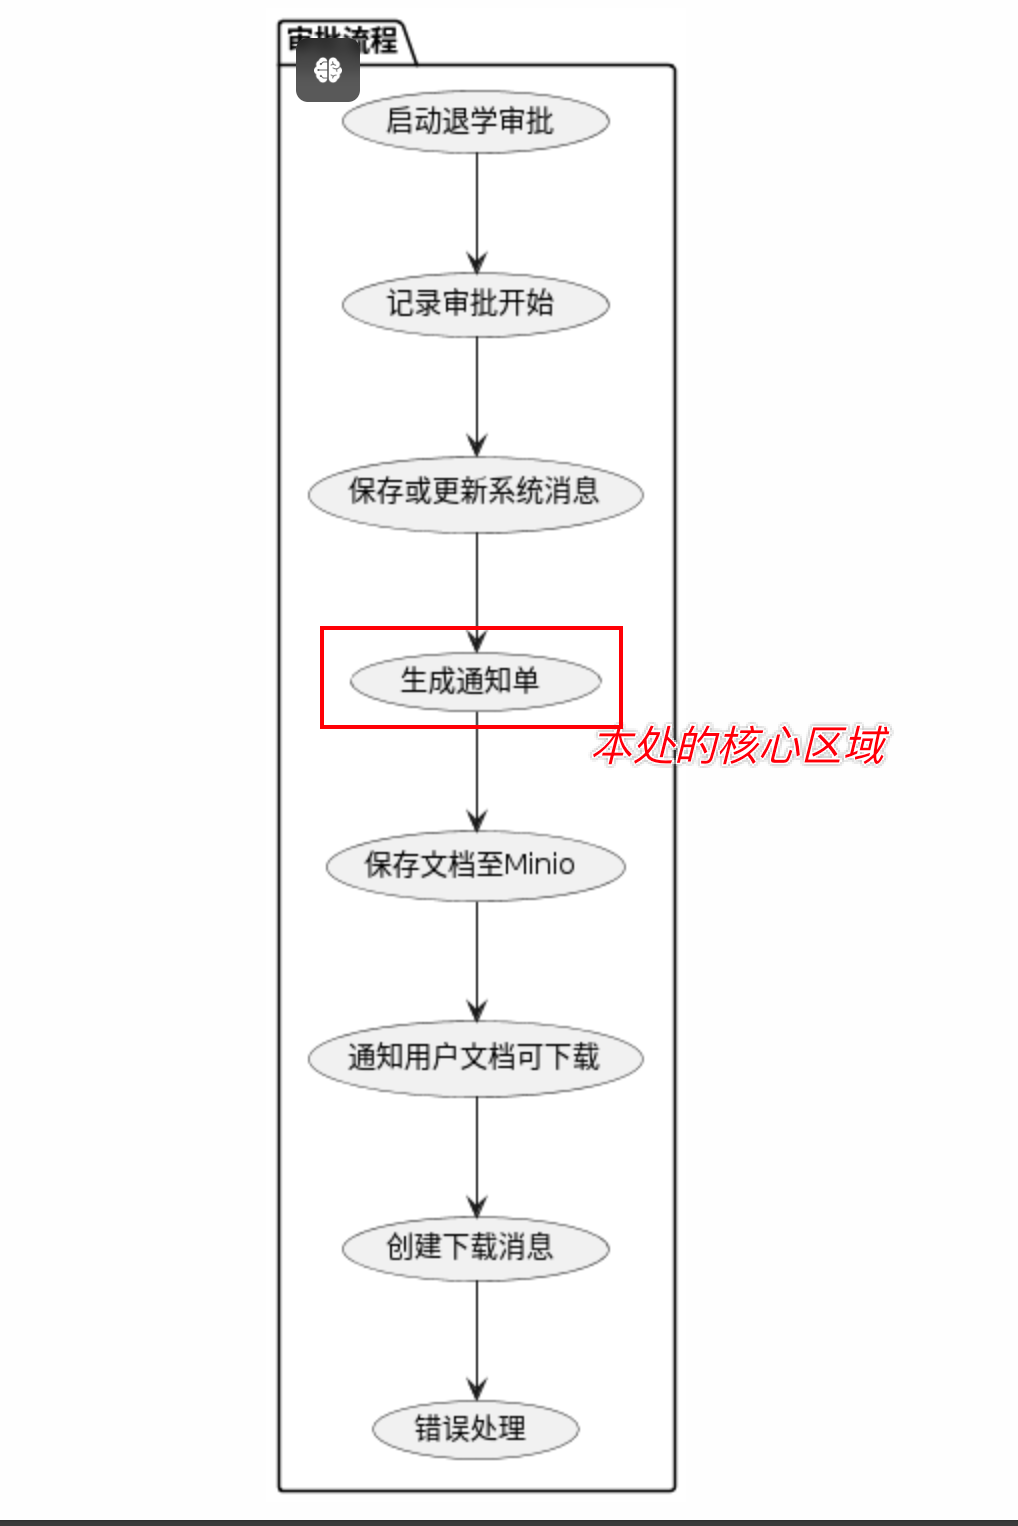 审批流程
启动退学审批
记录审批开始
保存或更新系统消息
生成通知单
本处的核心区域
保存文档至Minio
通知用户文档可下载
创建下载消息
错误处理